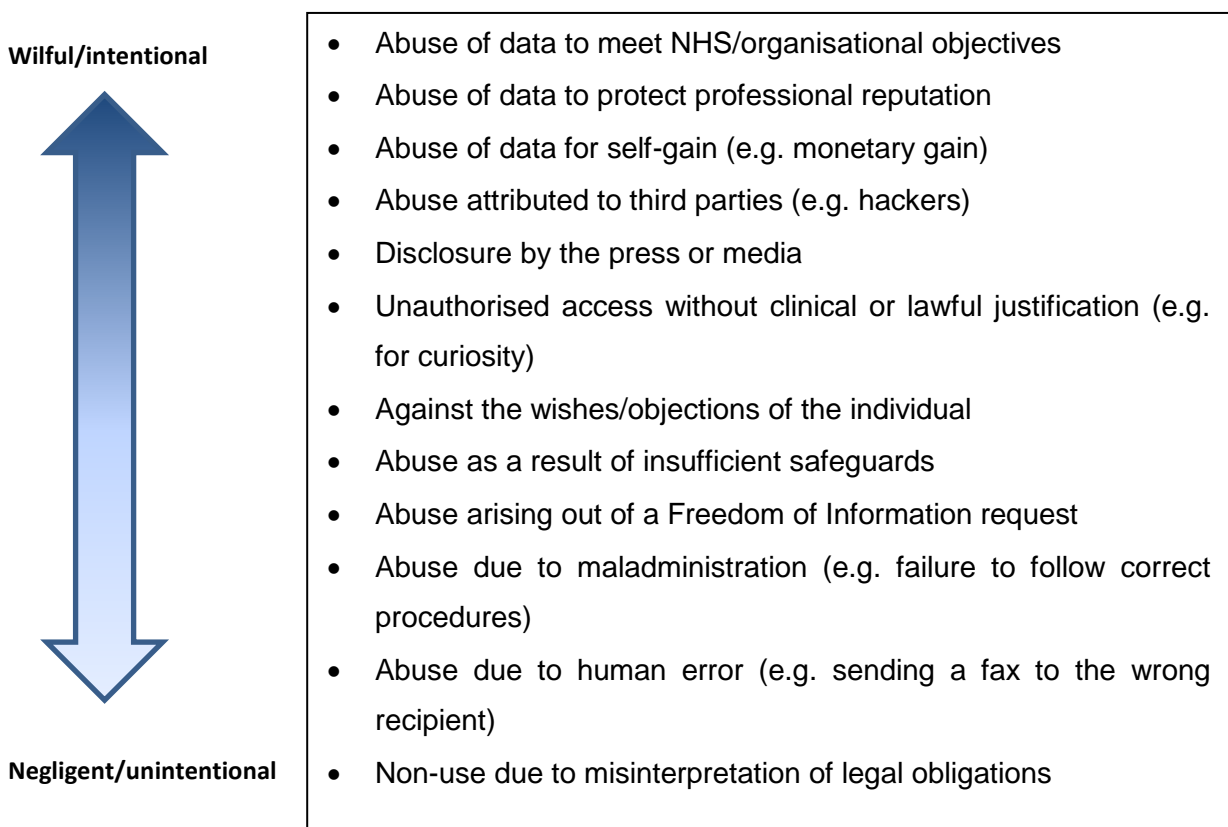 Wilful/intentional
• Abuse of data to meet NHS/organisational objectives
• Abuse of data to protect professional reputation
• Abuse of data for self-gain (e.g. monetary gain)
• Abuse attributed to third parties (e.g. hackers)
• Disclosure by the press or media
• Unauthorised access without clinical or lawful justification (e.g.
for curiosity)
• Against the wishes/objections of the individual
• Abuse as a result of insufficient safeguards
• Abuse arising out of a Freedom of Information request
• Abuse due to maladministration (e.g. failure to follow correct
procedures)
• Abuse due to human error (e.g. sending a fax to the wrong
recipient)
Negligent/unintentional
• Non-use due to misinterpretation of legal obligations